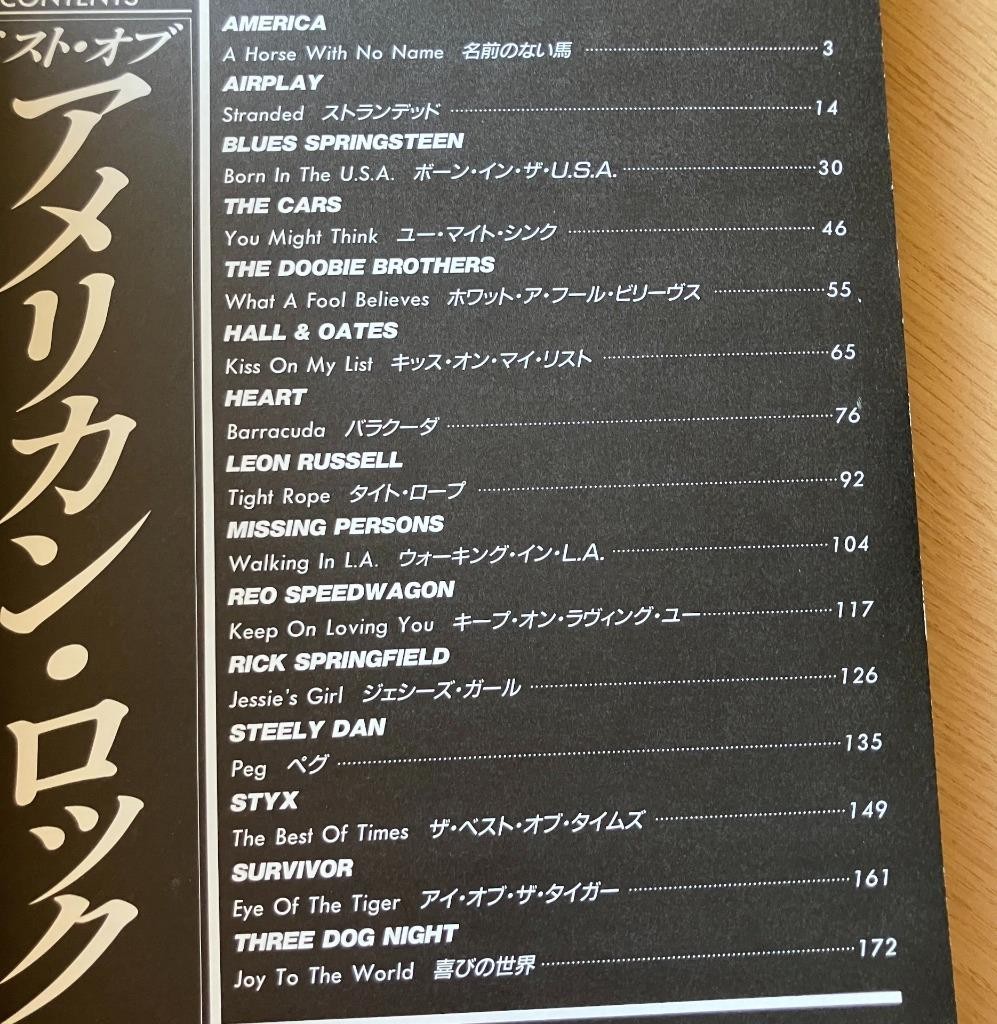 CONTENTS
スト・オブ
アメリカン・ロック
AMERICA
A Horse With No Name 名前のない馬 3
AIRPLAY
Stranded ストランデッド 14
BLUES SPRINGSTEEN
Born In The U.S.A. ボーン・イン・ザ・U.S.A. 30
THE CARS
You Might Think ユー・マイト・シンク 46
THE DOOBIE BROTHERS
What A Fool Believes ホワット・ア・フール・ビリーヴス 55
HALL & OATES
Kiss On My List キッス・オン・マイ・リスト 65
HEART
Barracuda バラクーダ 76
LEON RUSSELL
Tight Rope タイト・ロープ 92
MISSING PERSONS
Walking In L.A. ウォーキング・イン・L.A. 104
REO SPEEDWAGON
Keep On Loving You キープ・オン・ラヴィング・ユー 117
RICK SPRINGFIELD
Jessie's Girl ジェシーズ・ガール 126
STEELY DAN
Peg ペグ 135
STYX
The Best Of Times ザ・ベスト・オブ・タイムズ 149
SURVIVOR
Eye Of The Tiger アイ・オブ・ザ・タイガー 161
THREE DOG NIGHT
Joy To The World 喜びの世界 172